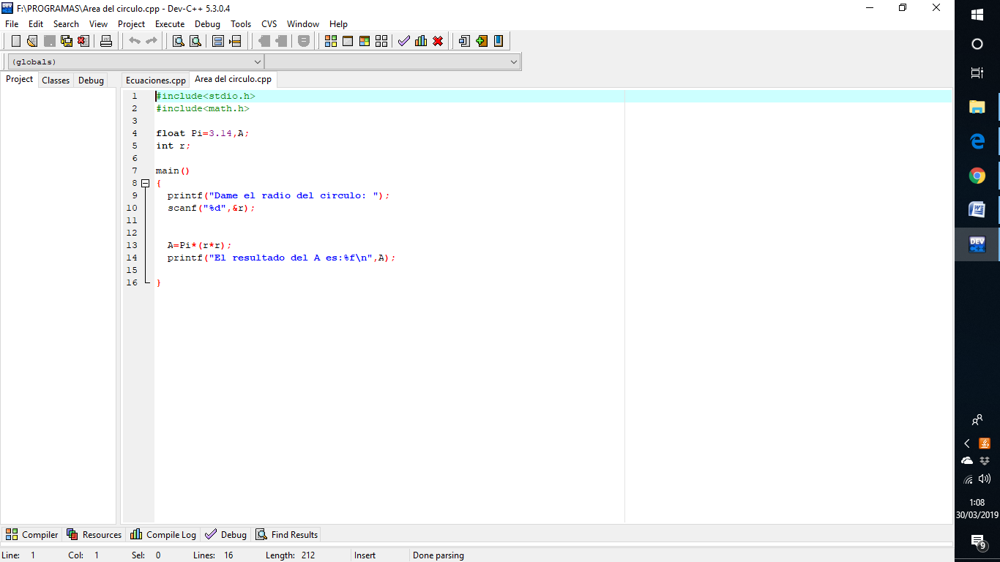 F:\PROGRAMAS\Area del circulo.cpp - Dev-C++ 5.3.0.4
File Edit Search View Project Execute Debug Tools CVS Window Help
(globals)
Project Classes Debug Ecuaciones.cpp Area del circulo.cpp
1 #include<stdio.h>
2 #include<math.h>
3
4 float Pi=3.14,A;
5 int r;
6
7 main()
8 {
9 printf("Dame el radio del circulo: ");
10 scanf("%d",&r);
11
12
13 A=Pi*(r*r);
14 printf("El resultado del A es:%f\n",A);
15
16 }
Compiler Resources Compile Log Debug Find Results
Line: 1 Col: 1 Sel: 0 Lines: 16 Length: 212 Insert Done parsing
DEV
1:08
30/03/2019
9